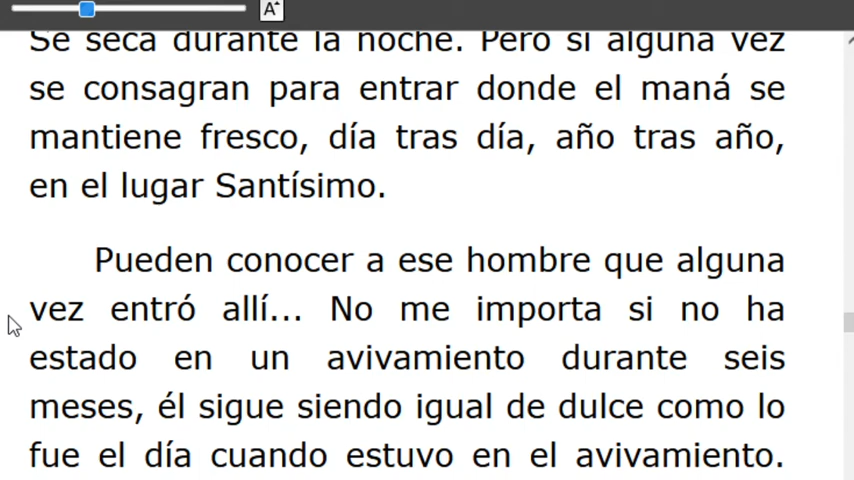 A
Se seca durante la noche. Pero si alguna vez
se consagran para entrar donde el maná se
mantiene fresco, día tras día, año tras año,
en el lugar Santísimo.
Pueden conocer a ese hombre que alguna
vez entró allí... No me importa si no ha
estado en un avivamiento durante seis
meses, él sigue siendo igual de dulce como lo
fue el día cuando estuvo en el avivamiento.